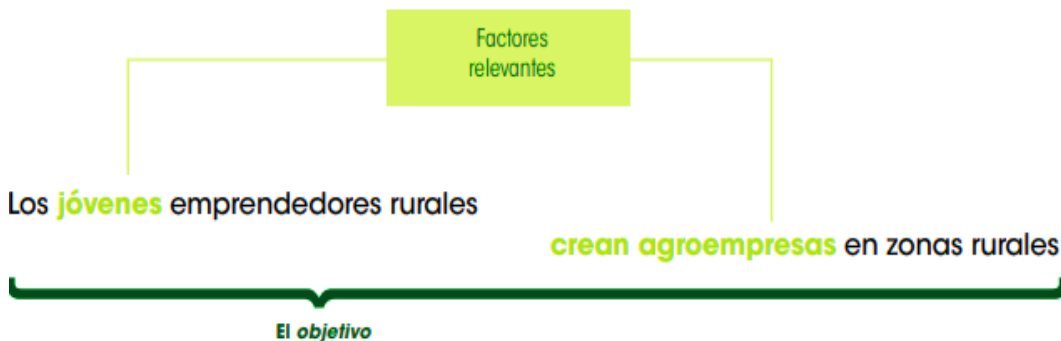 Factores
relevantes
Los jóvenes emprendedores rurales
crean agroempresas en zonas rurales
El objetivo